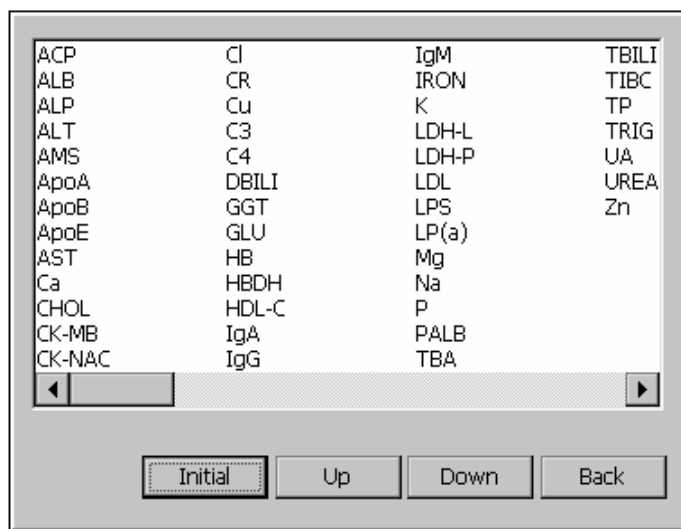 ACP Cl IgM TBILI
ALB CR IRON TIBC
ALP Cu K TP
ALT C3 LDH-L TRIG
AMS C4 LDH-P UA
ApoA DBILI LDL UREA
ApoB GGT LPS Zn
ApoE GLU LP(a)
AST HB Mg
Ca HBDH Na
CHOL HDL-C P
CK-MB IgA PALB
CK-NAC IgG TBA
Initial Up Down Back